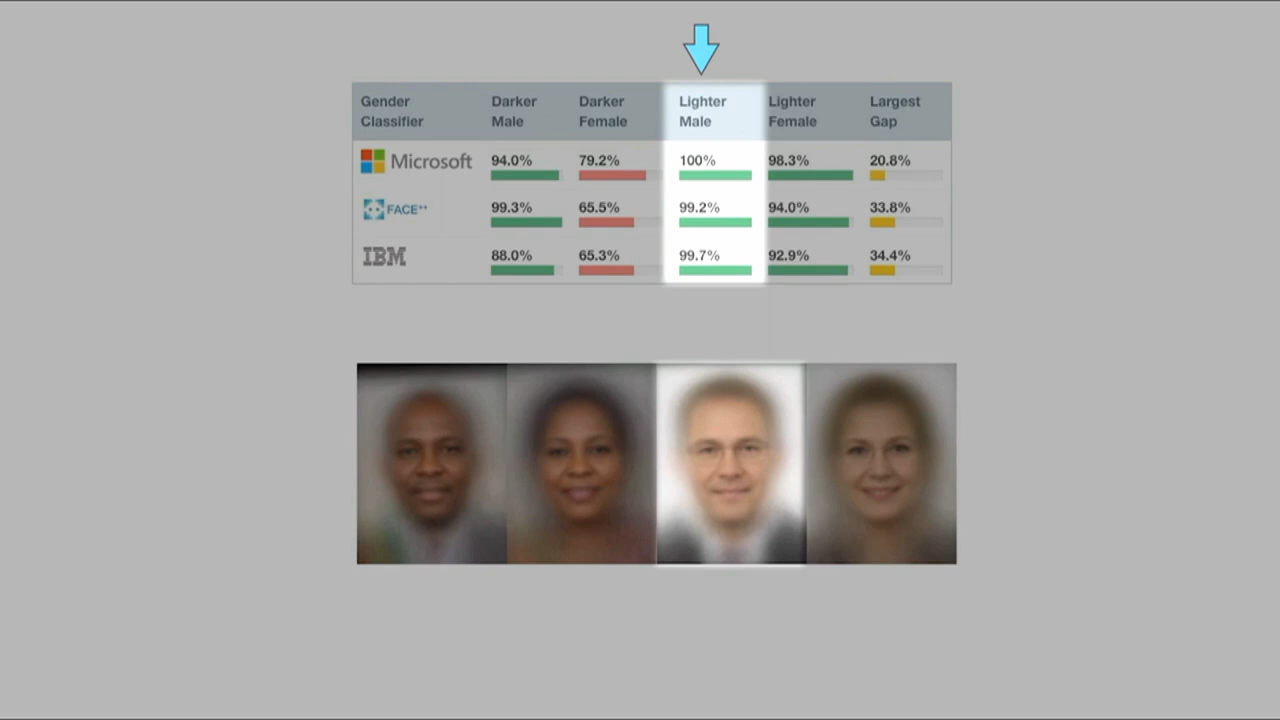 Gender Classifier Darker Male Darker Female Lighter Male Lighter Female Largest Gap
Microsoft 94.0% 79.2% 100% 98.3% 20.8%
FACE++ 99.3% 65.5% 99.2% 94.0% 33.8%
IBM 88.0% 65.3% 99.7% 92.9% 34.4%